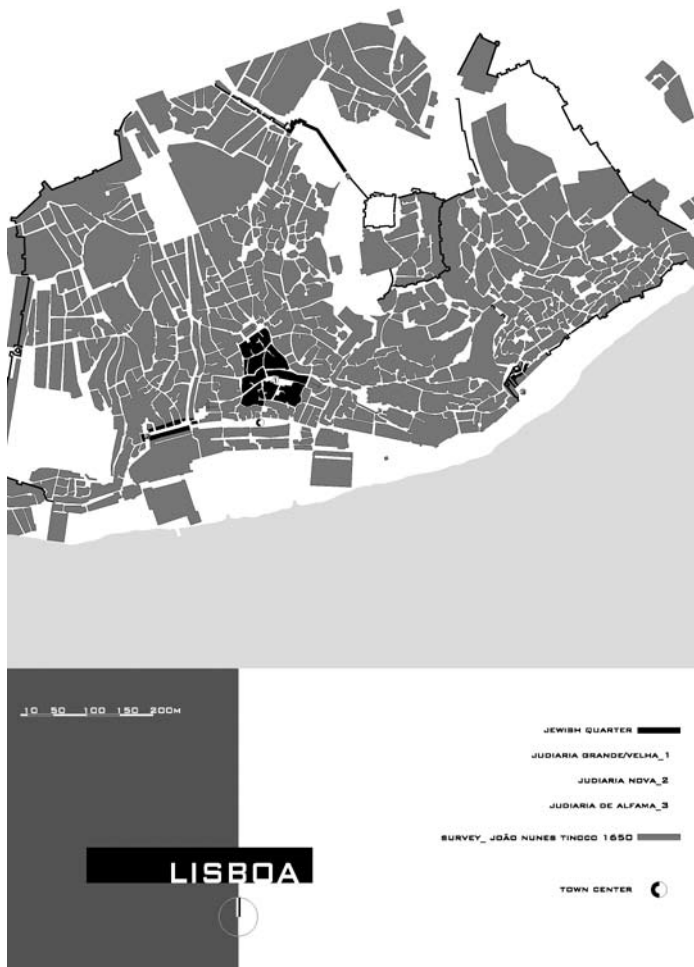 10 50 100 150 200M
JEWISH QUARTER
JUDIARIA GRANDE/VELHA_1
JUDIARIA NOVA_2
JUDIARIA DE ALFAMA_3
SURVEY_ JOÃO NUNES TINOCO 1650
LISBOA
TOWN CENTER